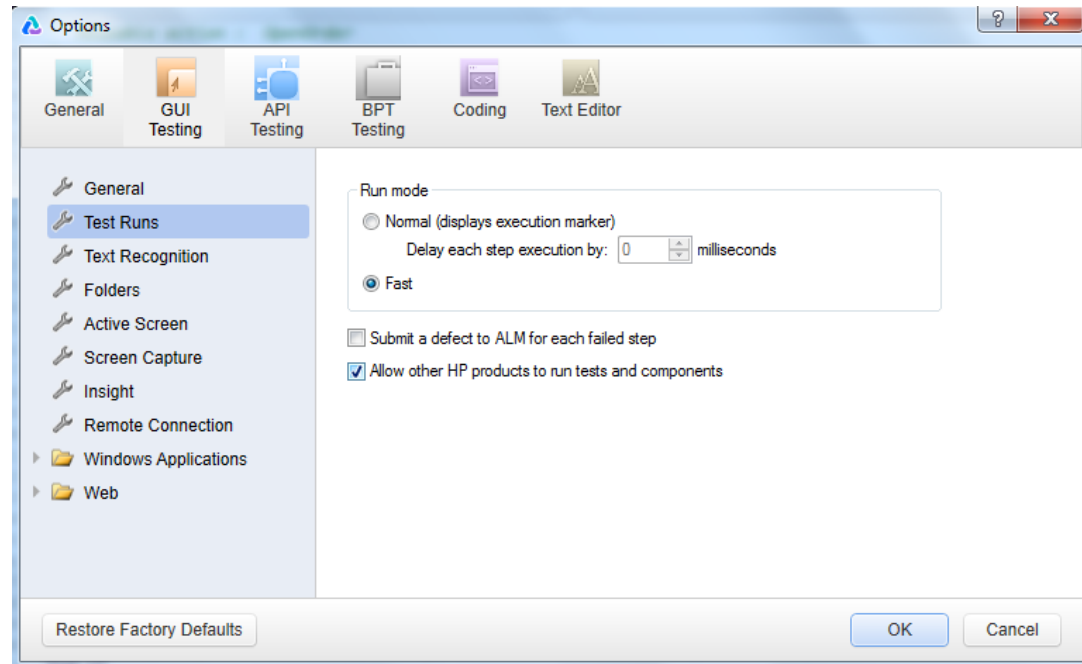 Options
General
GUI
Testing
API
Testing
BPT
Testing
Coding
Text Editor
General
Test Runs
Text Recognition
Folders
Active Screen
Screen Capture
Insight
Remote Connection
Windows Applications
Web
Run mode
Normal (displays execution marker)
Delay each step execution by: 0 milliseconds
Fast
Submit a defect to ALM for each failed step
Allow other HP products to run tests and components
Restore Factory Defaults
OK
Cancel